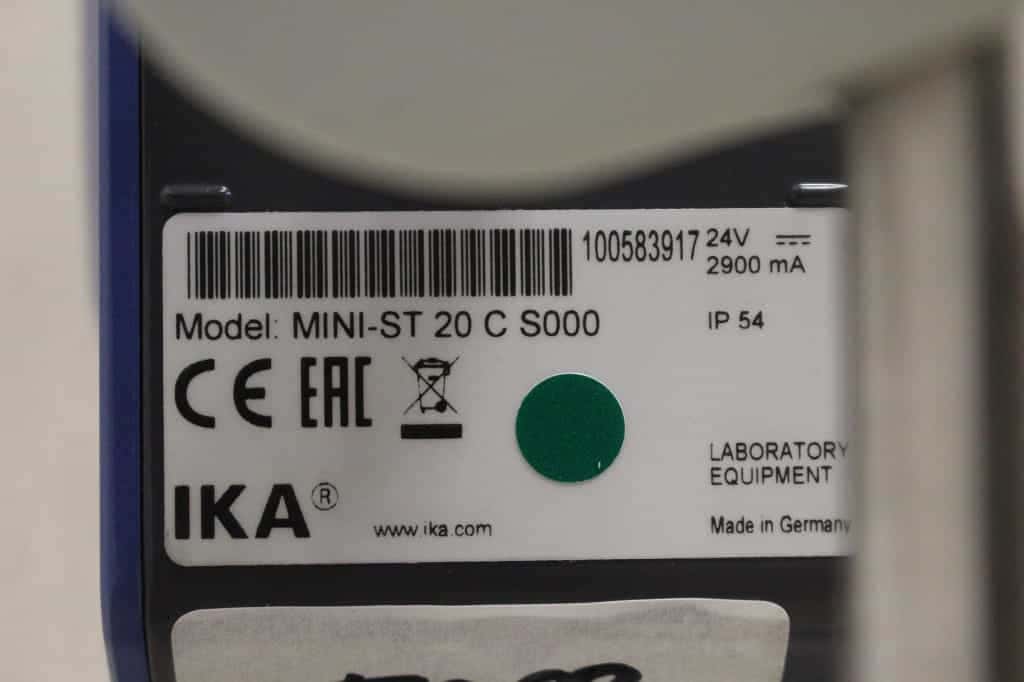 100583917
24V
2900 mA
Model: MINI-ST 20 C S000
IP 54
CE EAC
LABORATORY
EQUIPMENT
IKA®
www.ika.com
Made in Germany